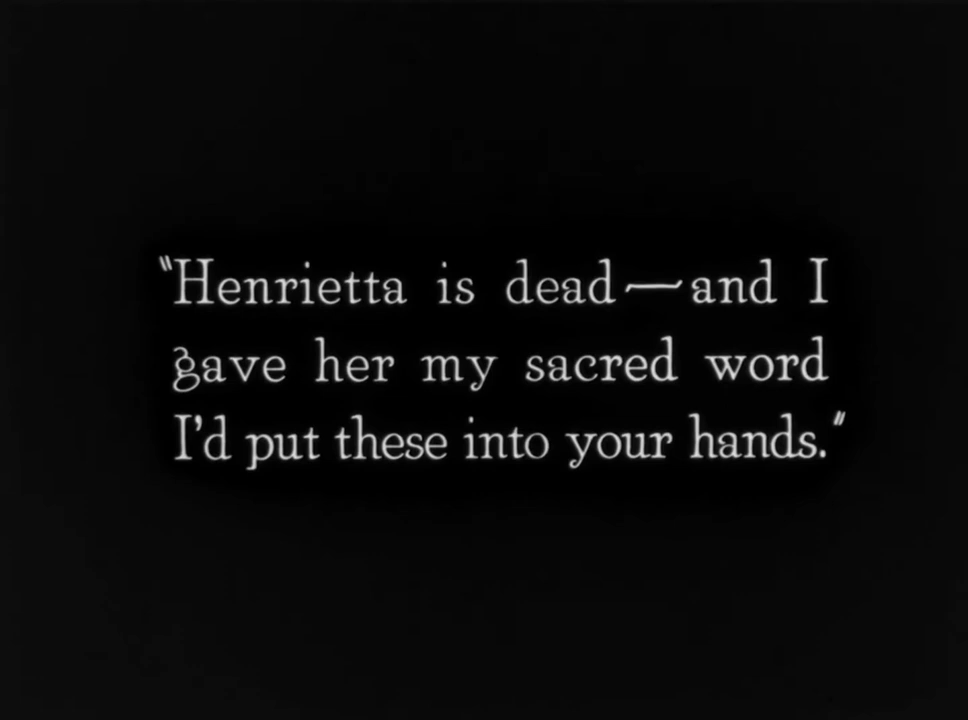 "Henrietta is dead—and I
gave her my sacred word
I'd put these into your hands."